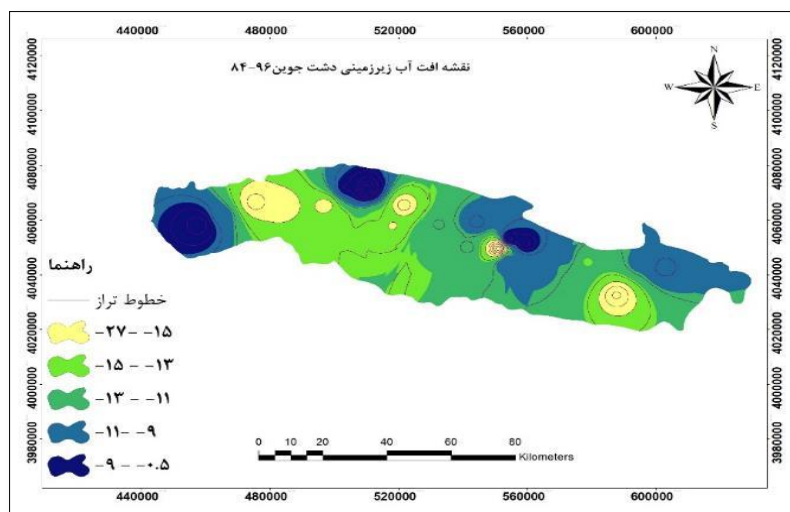 440000 480000 520000 560000 600000
نقشه افت آب زیرزمینی دشت جوین۹۶-۸۴
N
W E
S
4120000 4120000
4100000 4100000
4080000 4080000
4060000 4060000
4040000 4040000
4020000 4020000
4000000 4000000
3980000 3980000
راهنما
خطوط تراز
-۲۷ - -۱۵
-۱۵ - -۱۳
-۱۳ - -۱۱
-۱۱ - -۹
-۹ - -۰.۵
0 10 20 40 60 80
Kilometers
440000 480000 520000 560000 600000